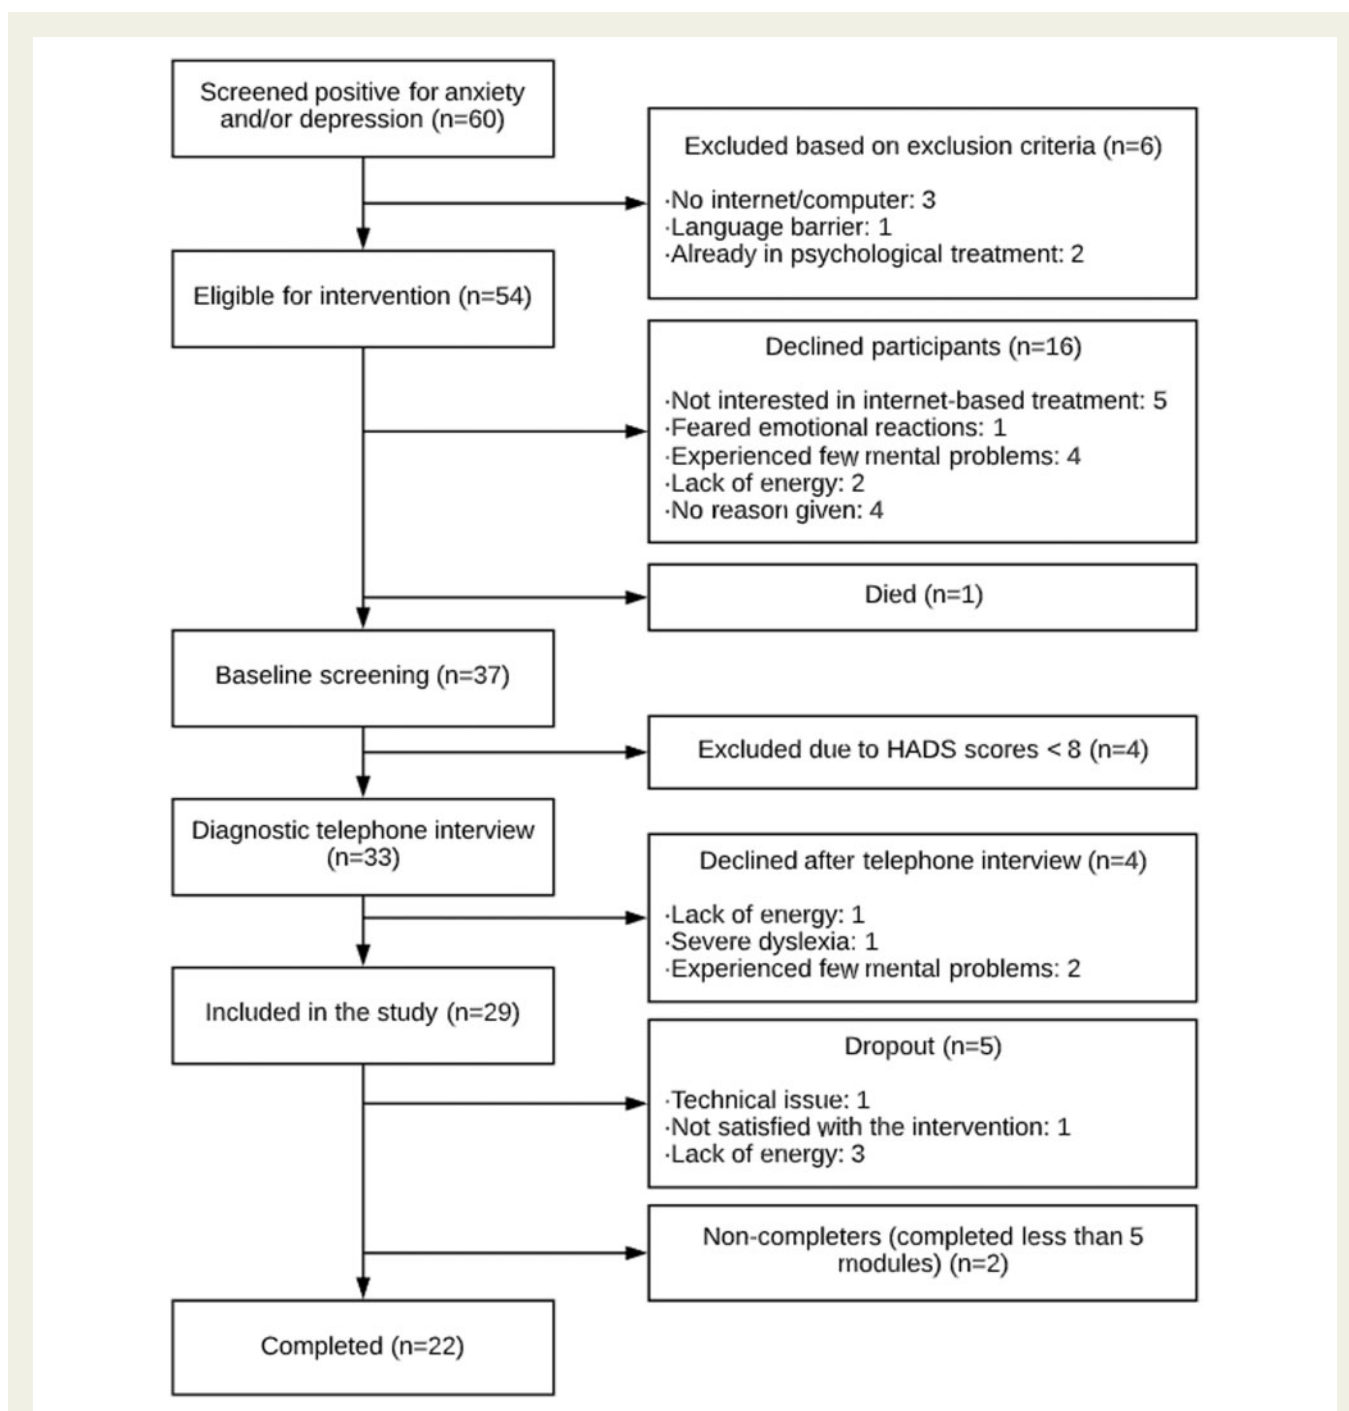 Screened positive for anxiety
and/or depression (n=60)
Excluded based on exclusion criteria (n=6)
·No internet/computer: 3
·Language barrier: 1
·Already in psychological treatment: 2
Eligible for intervention (n=54)
Declined participants (n=16)
·Not interested in internet-based treatment: 5
·Feared emotional reactions: 1
·Experienced few mental problems: 4
·Lack of energy: 2
·No reason given: 4
Died (n=1)
Baseline screening (n=37)
Excluded due to HADS scores < 8 (n=4)
Diagnostic telephone interview
(n=33)
Declined after telephone interview (n=4)
·Lack of energy: 1
·Severe dyslexia: 1
·Experienced few mental problems: 2
Included in the study (n=29)
Dropout (n=5)
·Technical issue: 1
·Not satisfied with the intervention: 1
·Lack of energy: 3
Non-completers (completed less than 5
modules) (n=2)
Completed (n=22)